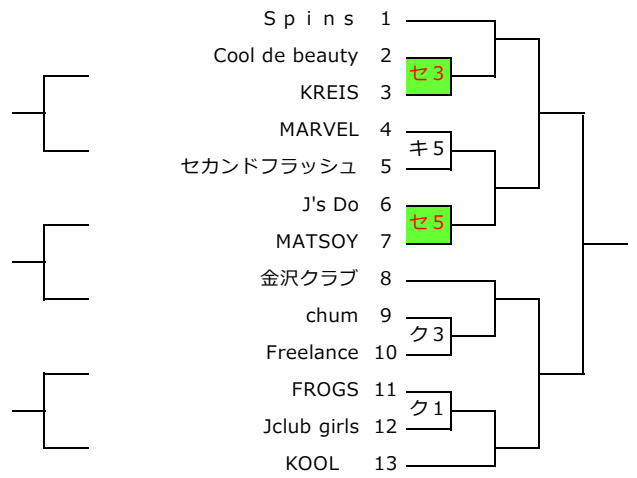 Ｓｐｉｎｓ 1
Cool de beauty 2
セ3
KREIS 3
MARVEL 4
キ5
セカンドフラッシュ 5
J's Do 6
セ5
MATSOY 7
金沢クラブ 8
chum 9
ク3
Freelance 10
FROGS 11
ク1
Jclub girls 12
KOOL 13